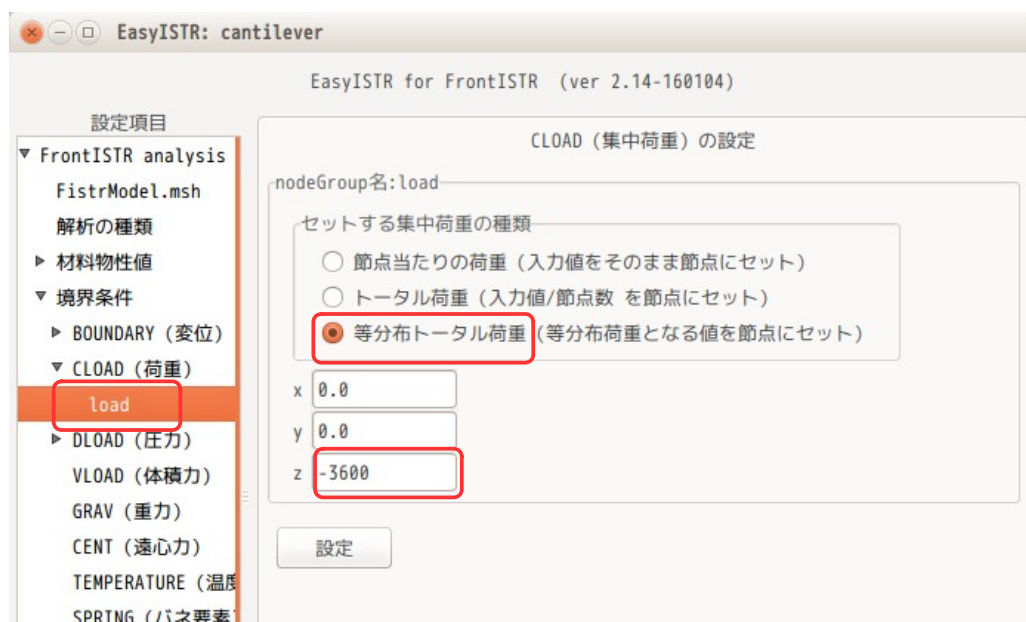 EasyISTR: cantilever
EasyISTR for FrontISTR (ver 2.14-160104)
設定項目
FrontISTR analysis
FistrModel.msh
解析の種類
材料物性値
境界条件
BOUNDARY (変位)
CLOAD (荷重)
load
DLOAD (圧力)
VLOAD (体積力)
GRAV (重力)
CENT (遠心力)
TEMPERATURE (温度
SPRING (バネ要素)
CLOAD (集中荷重) の設定
nodeGroup名:load
セットする集中荷重の種類
節点当たりの荷重 (入力値をそのまま節点にセット)
トータル荷重 (入力値/節点数 を節点にセット)
等分布トータル荷重 (等分布荷重となる値を節点にセット)
x 0.0
y 0.0
z -3600
設定